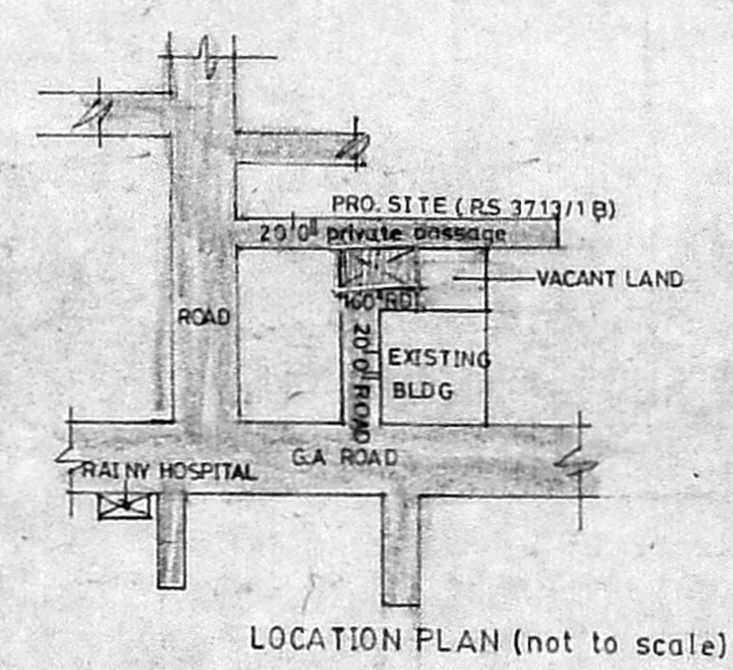 PRO. SITE (RS 3713/1B)
20'0" private passage
VACANT LAND
16'0" RD.
ROAD
20'0" ROAD
EXISTING
BLDG
G.A ROAD
RAINY HOSPITAL
LOCATION PLAN (not to scale)